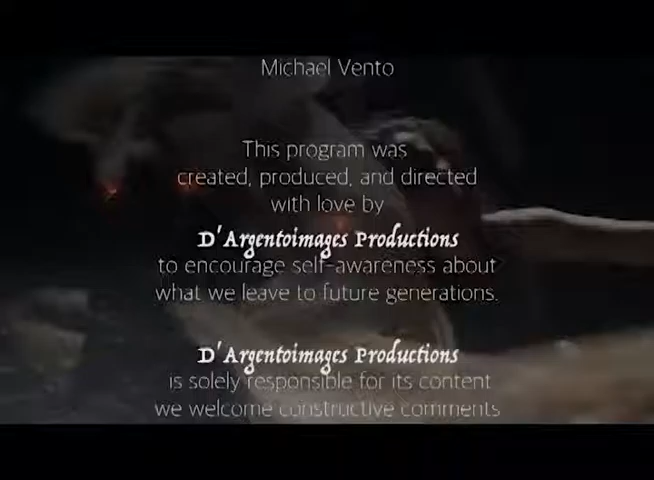 Michael Vento
This program was
created, produced, and directed
with love by
D'Argentoimages Productions
to encourage self-awareness about
what we leave to future generations.
D'Argentoimages Productions
is solely responsible for its content
we welcome constructive comments